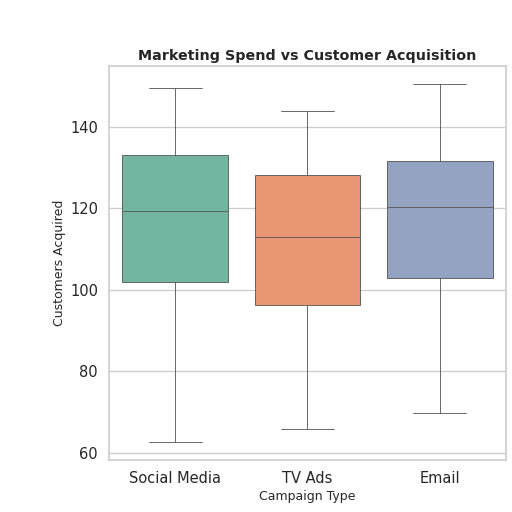 Marketing Spend vs Customer Acquisition
Customers Acquired
140
120
100
80
60
Social Media
TV Ads
Email
Campaign Type